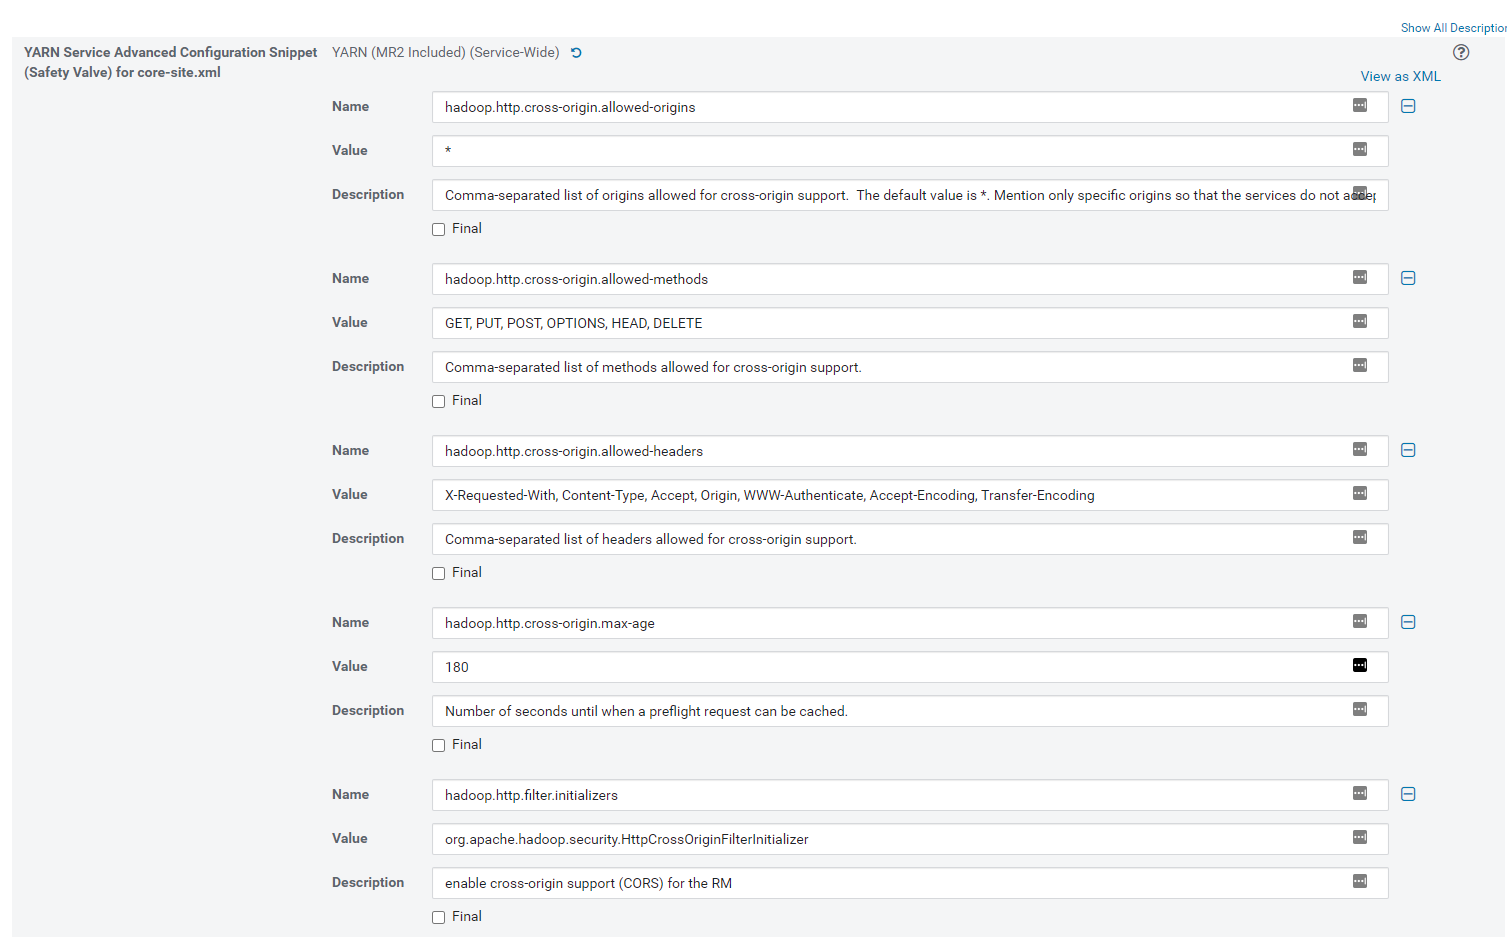 Show All Description
YARN Service Advanced Configuration Snippet
(Safety Valve) for core-site.xml
YARN (MR2 Included) (Service-Wide)
View as XML
Name hadoop.http.cross-origin.allowed-origins
Value *
Description Comma-separated list of origins allowed for cross-origin support.  The default value is *. Mention only specific origins so that the services do not
Final
Name hadoop.http.cross-origin.allowed-methods
Value GET, PUT, POST, OPTIONS, HEAD, DELETE
Description Comma-separated list of methods allowed for cross-origin support.
Final
Name hadoop.http.cross-origin.allowed-headers
Value X-Requested-With, Content-Type, Accept, Origin, WWW-Authenticate, Accept-Encoding, Transfer-Encoding
Description Comma-separated list of headers allowed for cross-origin support.
Final
Name hadoop.http.cross-origin.max-age
Value 180
Description Number of seconds until when a preflight request can be cached.
Final
Name hadoop.http.filter.initializers
Value org.apache.hadoop.security.HttpCrossOriginFilterInitializer
Description enable cross-origin support (CORS) for the RM
Final